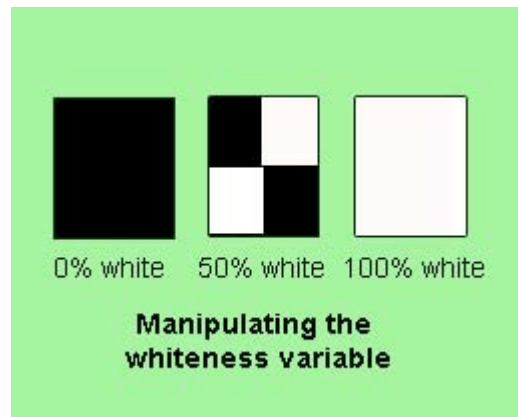 0% white 50% white 100% white
Manipulating the
whiteness variable